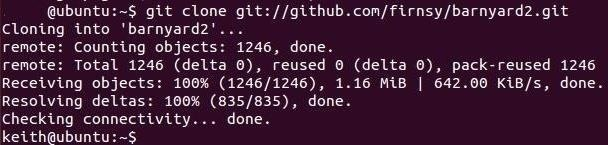 @ubuntu:~$ git clone git://github.com/firnsy/barnyard2.git
Cloning into 'barnyard2'...
remote: Counting objects: 1246, done.
remote: Total 1246 (delta 0), reused 0 (delta 0), pack-reused 1246
Receiving objects: 100% (1246/1246), 1.16 MiB | 642.00 KiB/s, done.
Resolving deltas: 100% (835/835), done.
Checking connectivity... done.
keith@ubuntu:~$